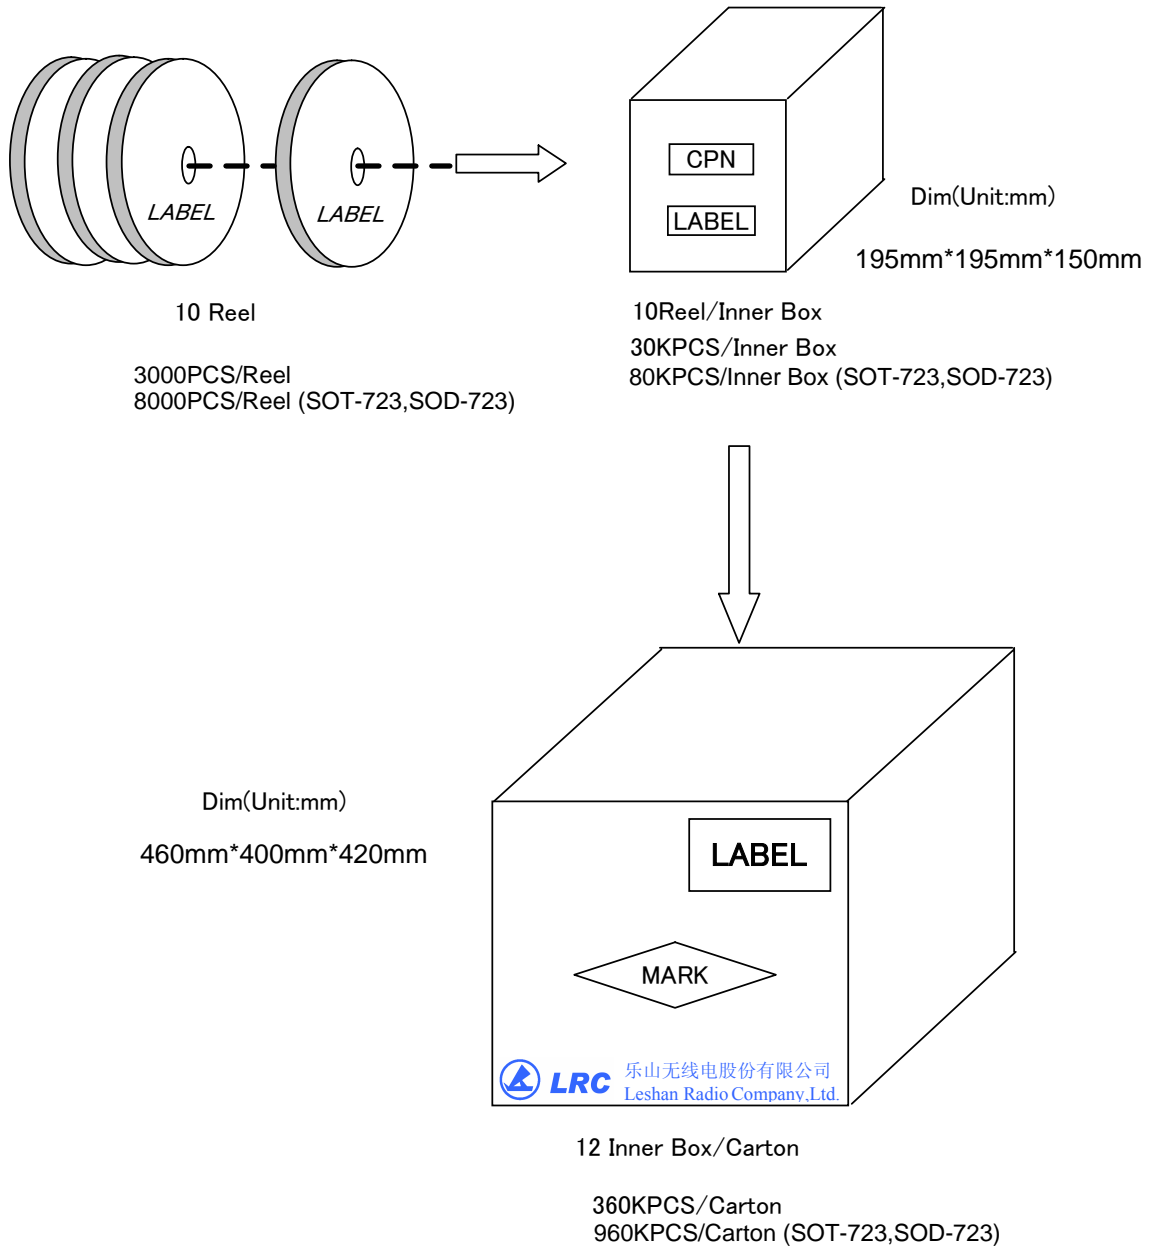 LABEL
LABEL
CPN
LABEL
Dim(Unit:mm)
195mm*195mm*150mm
10 Reel
3000PCS/Reel
8000PCS/Reel (SOT-723,SOD-723)
10Reel/Inner Box
30KPCS/Inner Box
80KPCS/Inner Box (SOT-723,SOD-723)
Dim(Unit:mm)
460mm*400mm*420mm
LABEL
MARK
LRC
乐山无线电股份有限公司
Leshan Radio Company,Ltd.
12 Inner Box/Carton
360KPCS/Carton
960KPCS/Carton (SOT-723,SOD-723)